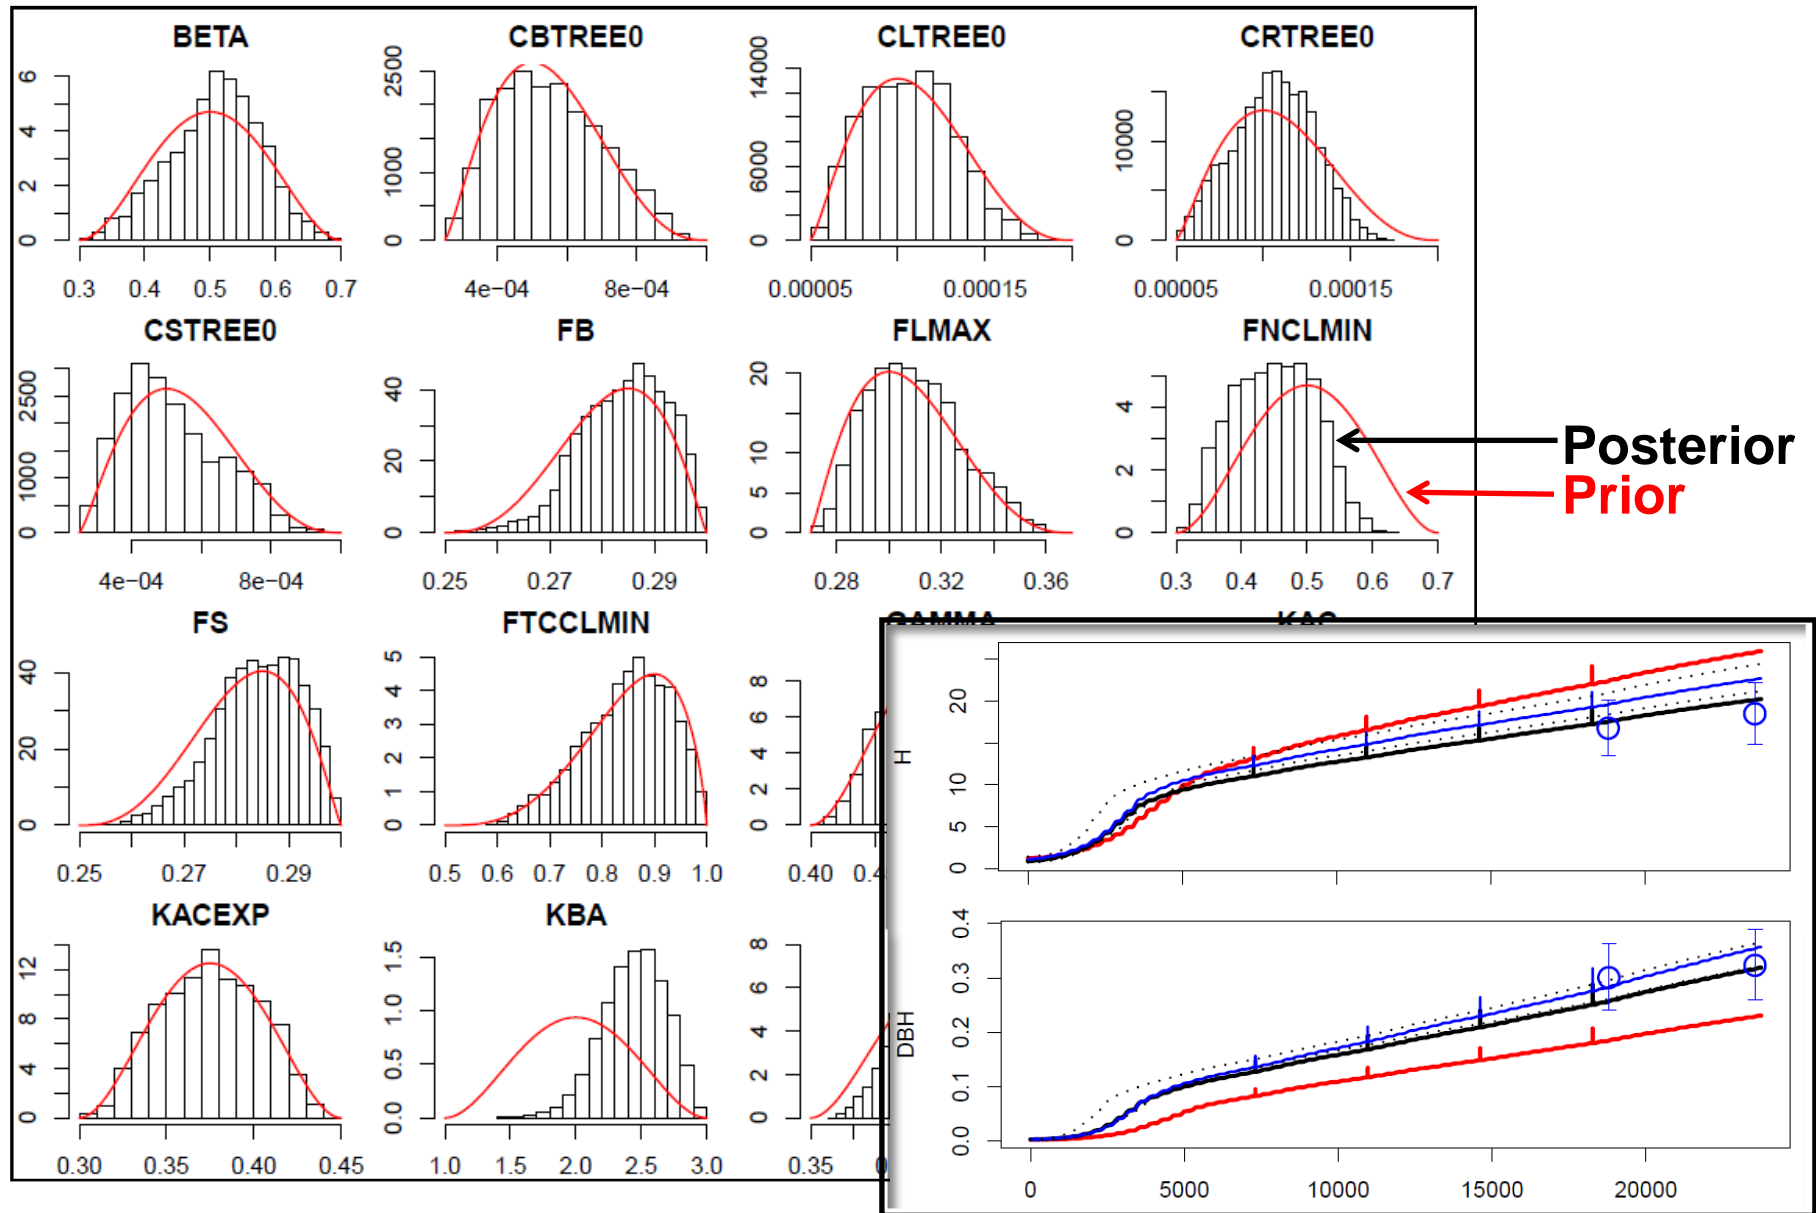 BETA CBTREE0 CLTREE0 CRTREE0
6 4 2 0
2500 1000 0
14000 6000 0
10000 0
0.3 0.4 0.5 0.6 0.7
4e−04 8e−04
0.00005 0.00015
0.00005 0.00015
CSTREE0 FB FLMAX FNCLMIN
2500 1000 0
40 20 0
20 10 5 0
4 2 0
Posterior
Prior
4e−04 8e−04
0.25 0.27 0.29
0.28 0.32 0.36
0.3 0.4 0.5 0.6 0.7
FS FTCCLMIN GAMMA KAC
40 20 0
5 4 3 2 1 0
8 6 4 2 0
H
20 10 5 0
0.25 0.27 0.29
0.5 0.6 0.7 0.8 0.9 1.0
0.40
KACEXP KBA
12 8 4 0
1.5 1.0 0.5 0.0
8 6 4 2 0
DBH
0.4 0.3 0.2 0.1 0.0
0.30 0.35 0.40 0.45
1.0 1.5 2.0 2.5 3.0
0.35
0 5000 10000 15000 20000